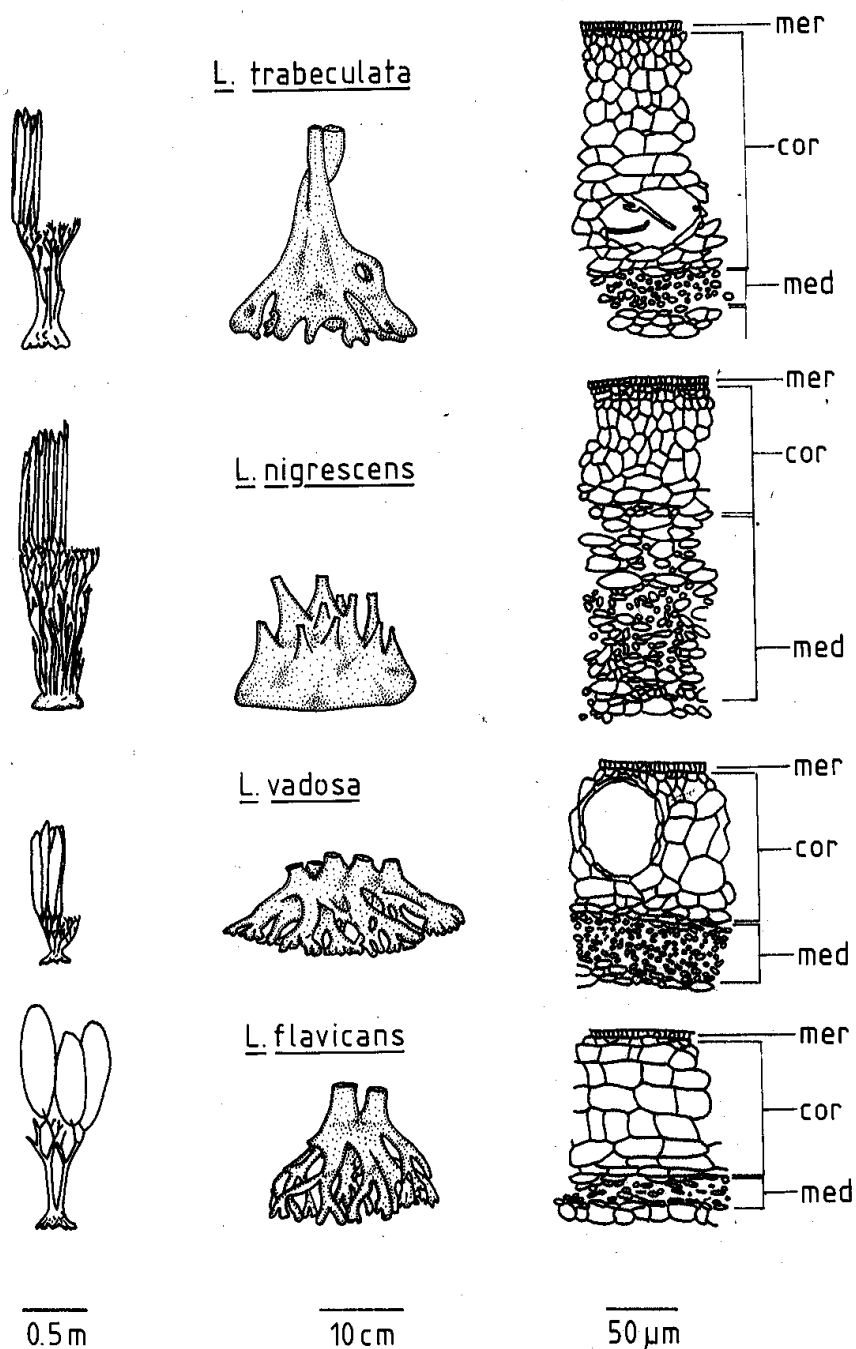 L. trabeculata
mer
cor
med
L. nigrescens
mer
cor
med
L. vadosa
mer
cor
med
L. flavicans
mer
cor
med
0.5 m
10 cm
50 µm